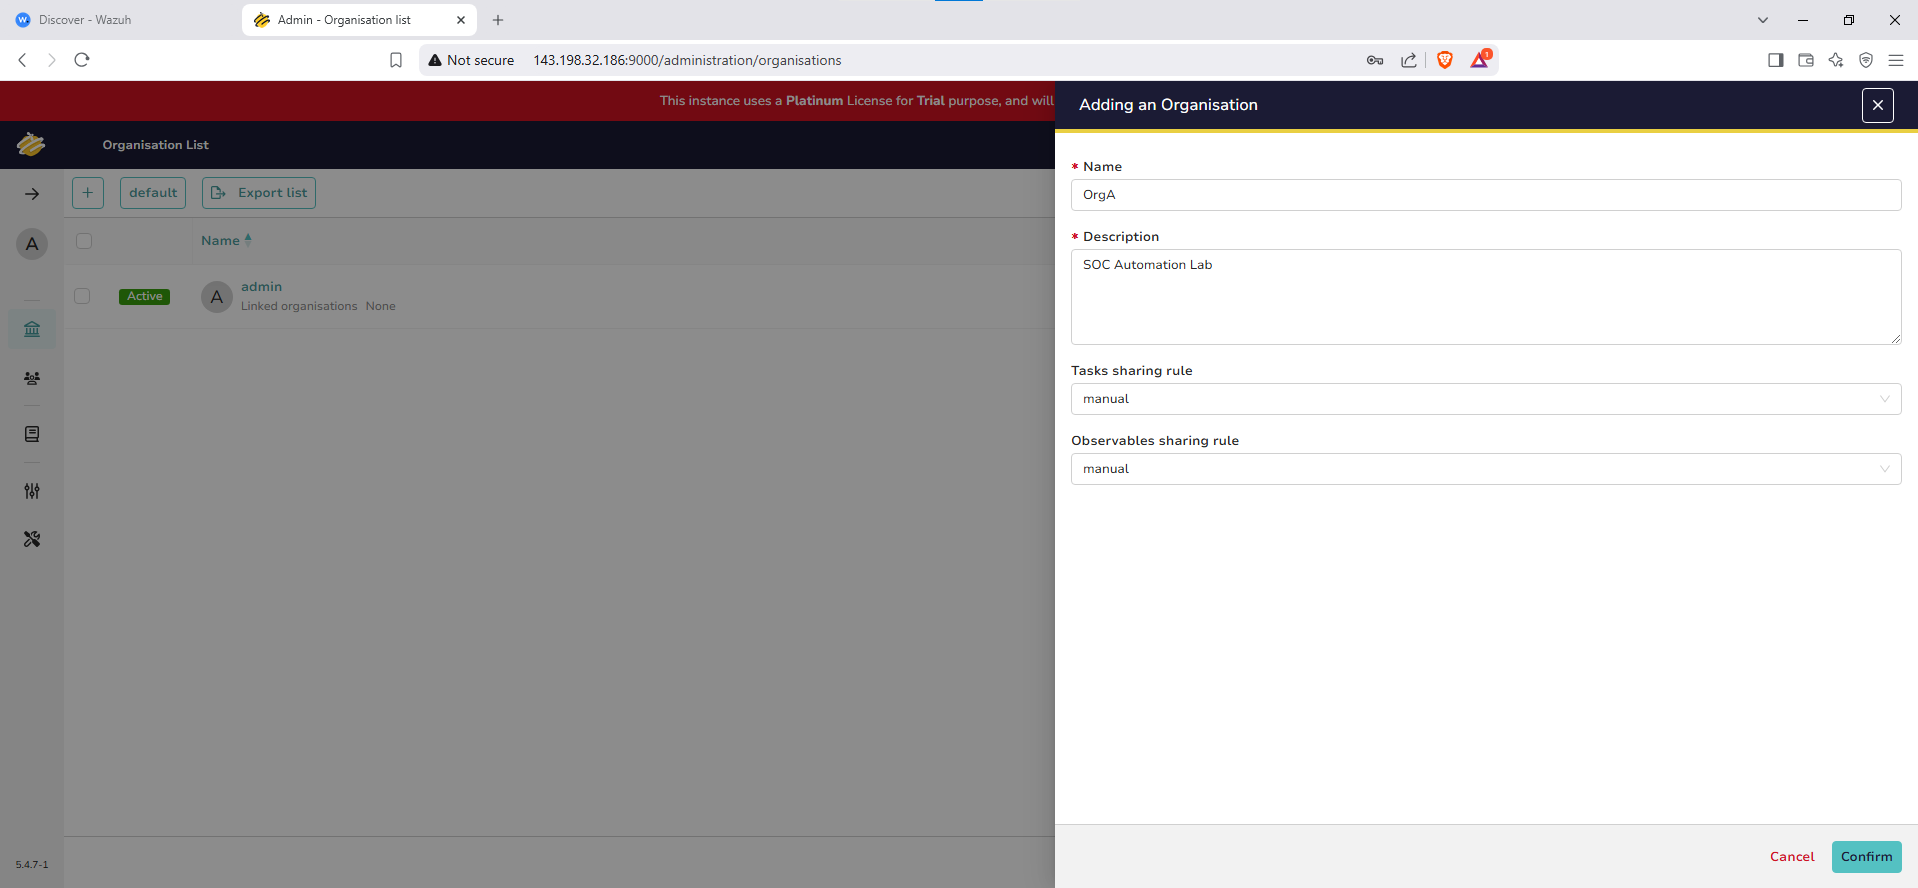 Discover - Wazuh
Admin - Organisation list
Not secure 143.198.32.186:9000/administration/organisations
1
This instance uses a Platinum License for Trial purpose, and will
Organisation List
default
Export list
A
Name
Active
A
admin
Linked organisations None
5.4.7-1
Adding an Organisation
* Name
OrgA
* Description
SOC Automation Lab
Tasks sharing rule
manual
Observables sharing rule
manual
Cancel
Confirm